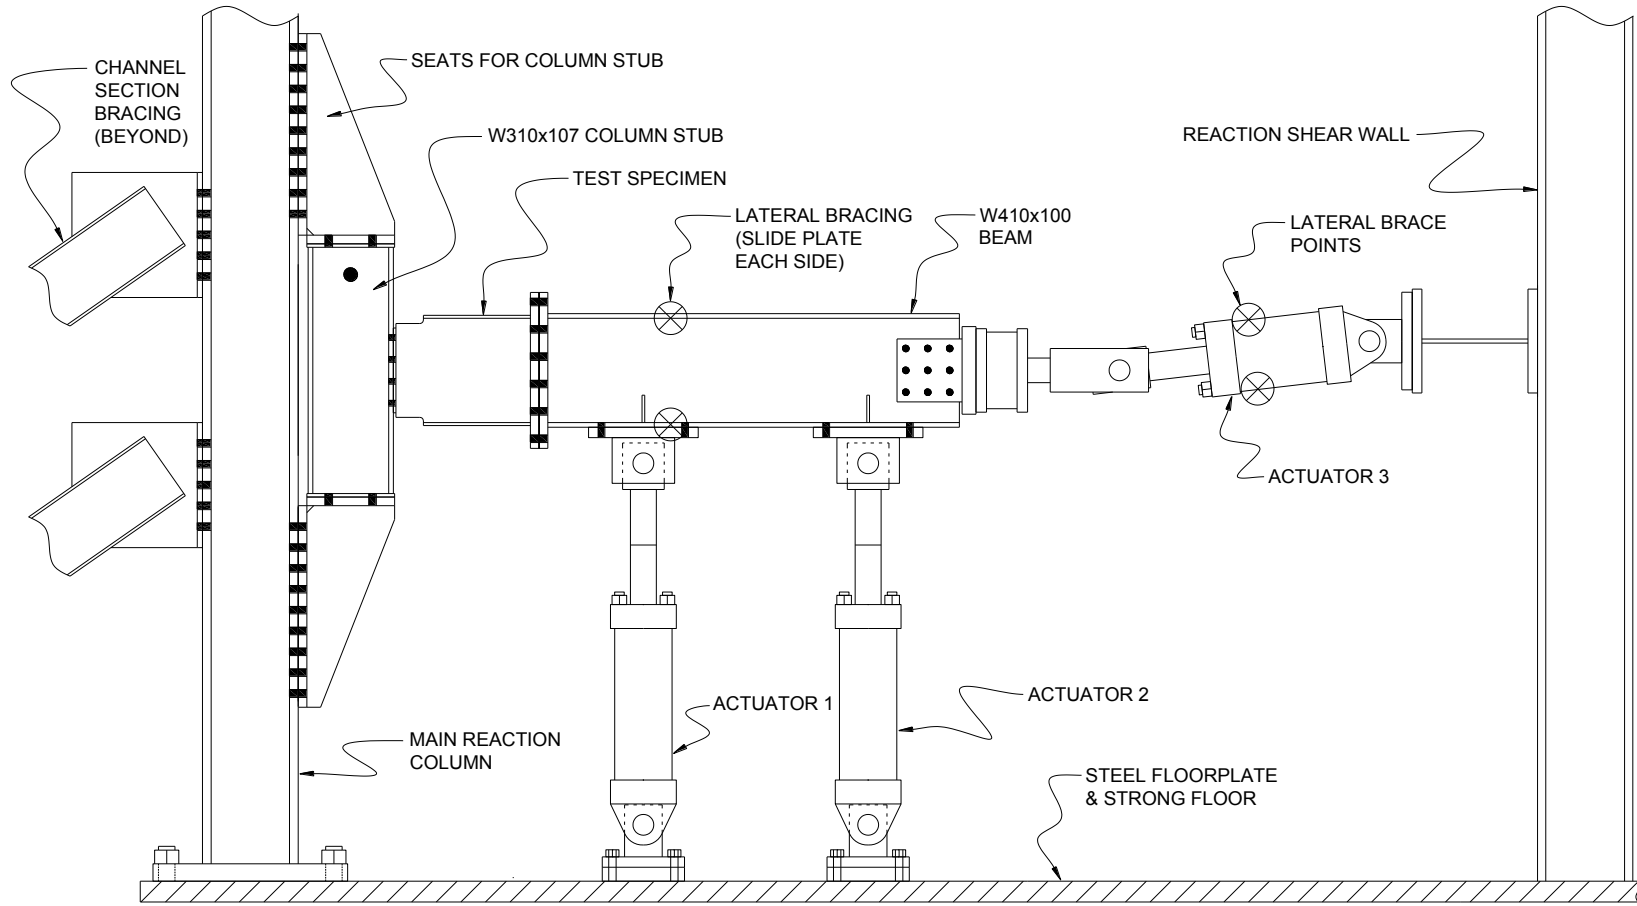 CHANNEL
SECTION
BRACING
(BEYOND)
SEATS FOR COLUMN STUB
W310x107 COLUMN STUB
TEST SPECIMEN
LATERAL BRACING
(SLIDE PLATE
EACH SIDE)
W410x100
BEAM
REACTION SHEAR WALL
LATERAL BRACE
POINTS
ACTUATOR 3
ACTUATOR 1
ACTUATOR 2
MAIN REACTION
COLUMN
STEEL FLOORPLATE
& STRONG FLOOR